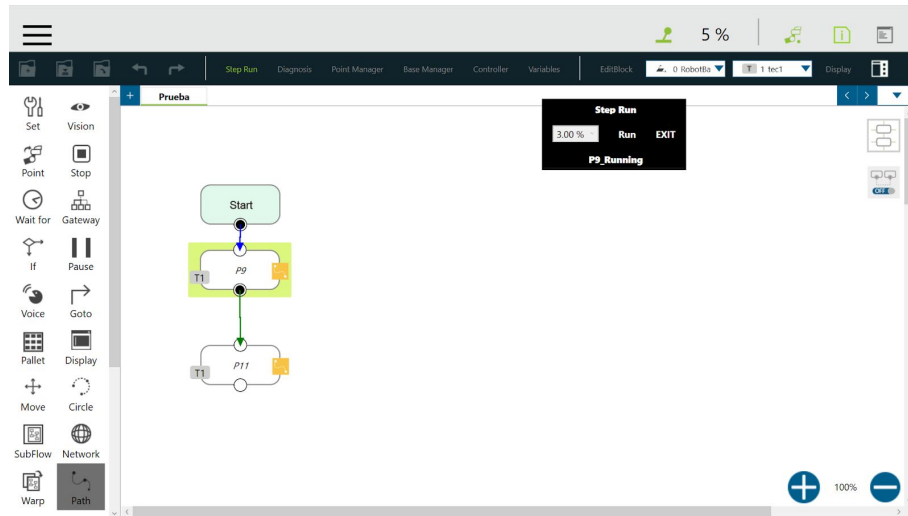 5 %
Step Run Diagnosis Point Manager Base Manager Controller Variables EditBlock 0 RobotBa T 1 tec1 Display
+ Prueba
Step Run
3.00 % Run EXIT
P9_Running
Set Vision
Point Stop
Wait for Gateway
If Pause
Voice Goto
Pallet Display
Move Circle
SubFlow Network
Warp Path
OFF
Start
P9
T1
P11
T1
100%